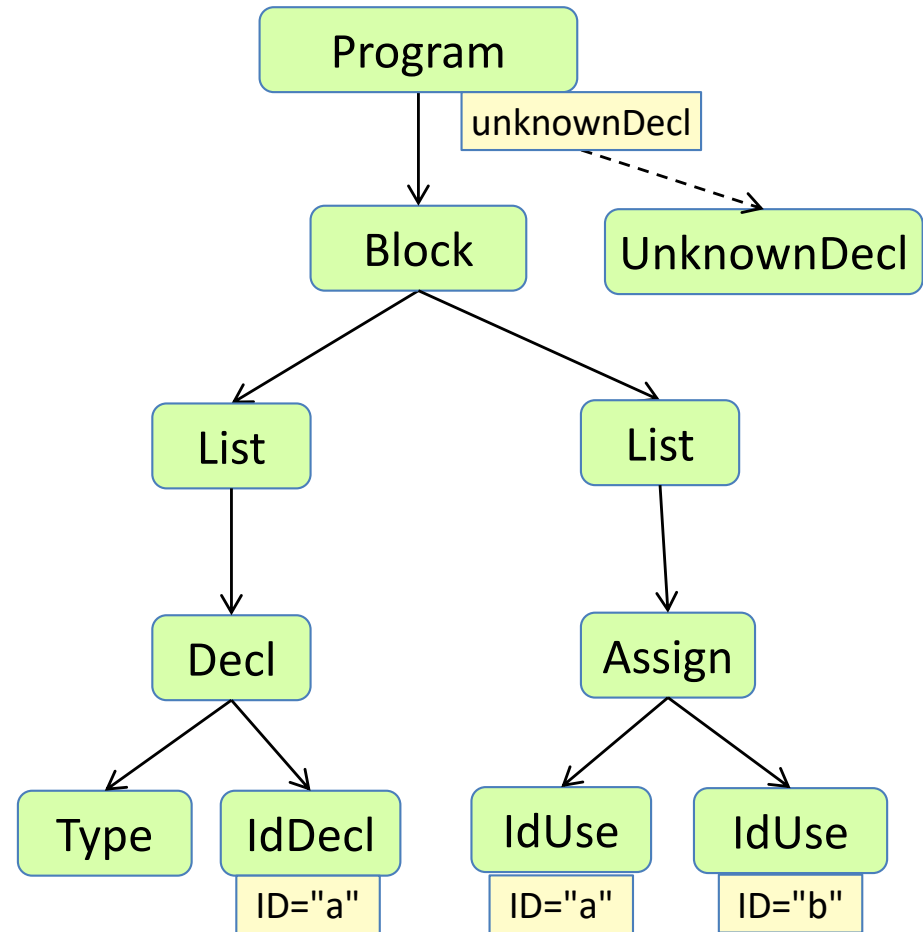 Program
unknownDecl
Block
UnknownDecl
List
List
Decl
Assign
Type
IdDecl
IdUse
IdUse
ID="a"
ID="a"
ID="b"